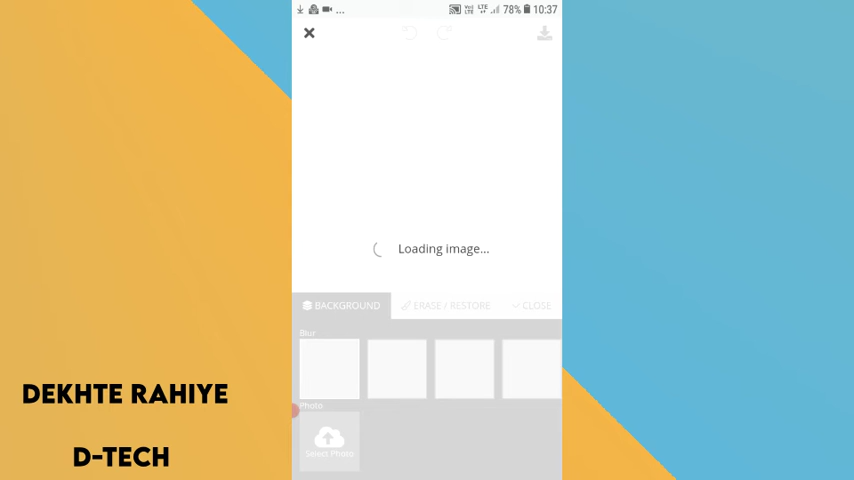 ... 78% 10:37
Loading image...
BACKGROUND ERASE / RESTORE CLOSE
Blur
Photo
Select Photo
DEKHTE RAHIYE
D-TECH